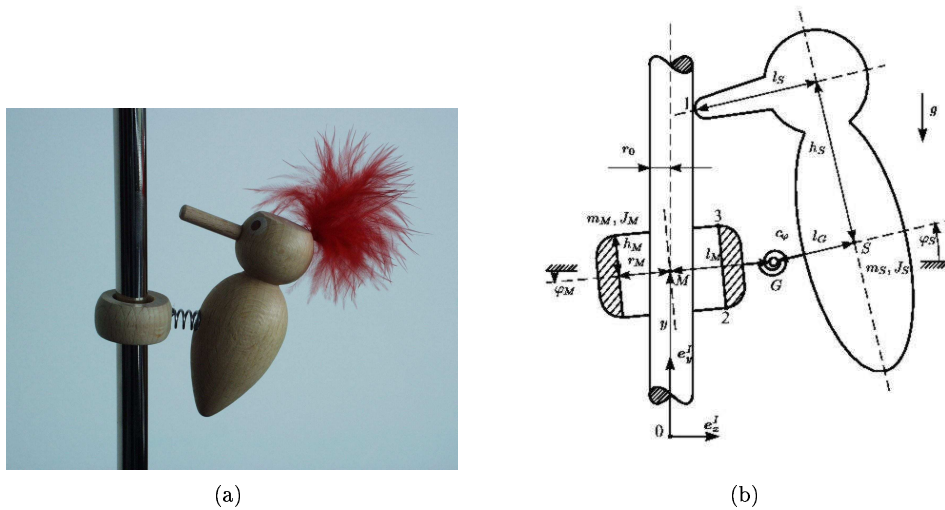 1
l_S
g
h_S
r_0
m_M, J_M
3
h_M
r_M
l_M
c_φ
l_G
φ_S
φ_M
M
G
S
m_S, J_S
2
y
e_y^I
0
e_x^I
(a)
(b)